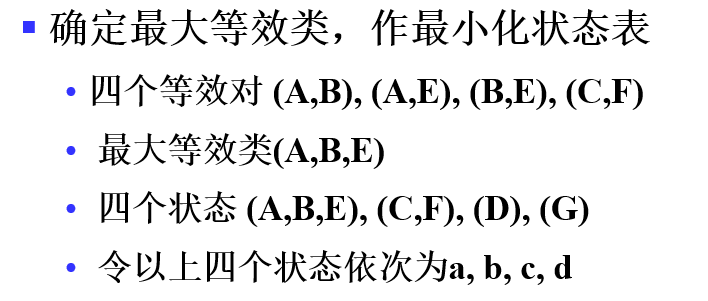 确定最大等效类，作最小化状态表
四个等效对 (A,B), (A,E), (B,E), (C,F)
最大等效类(A,B,E)
四个状态 (A,B,E), (C,F), (D), (G)
令以上四个状态依次为a, b, c, d